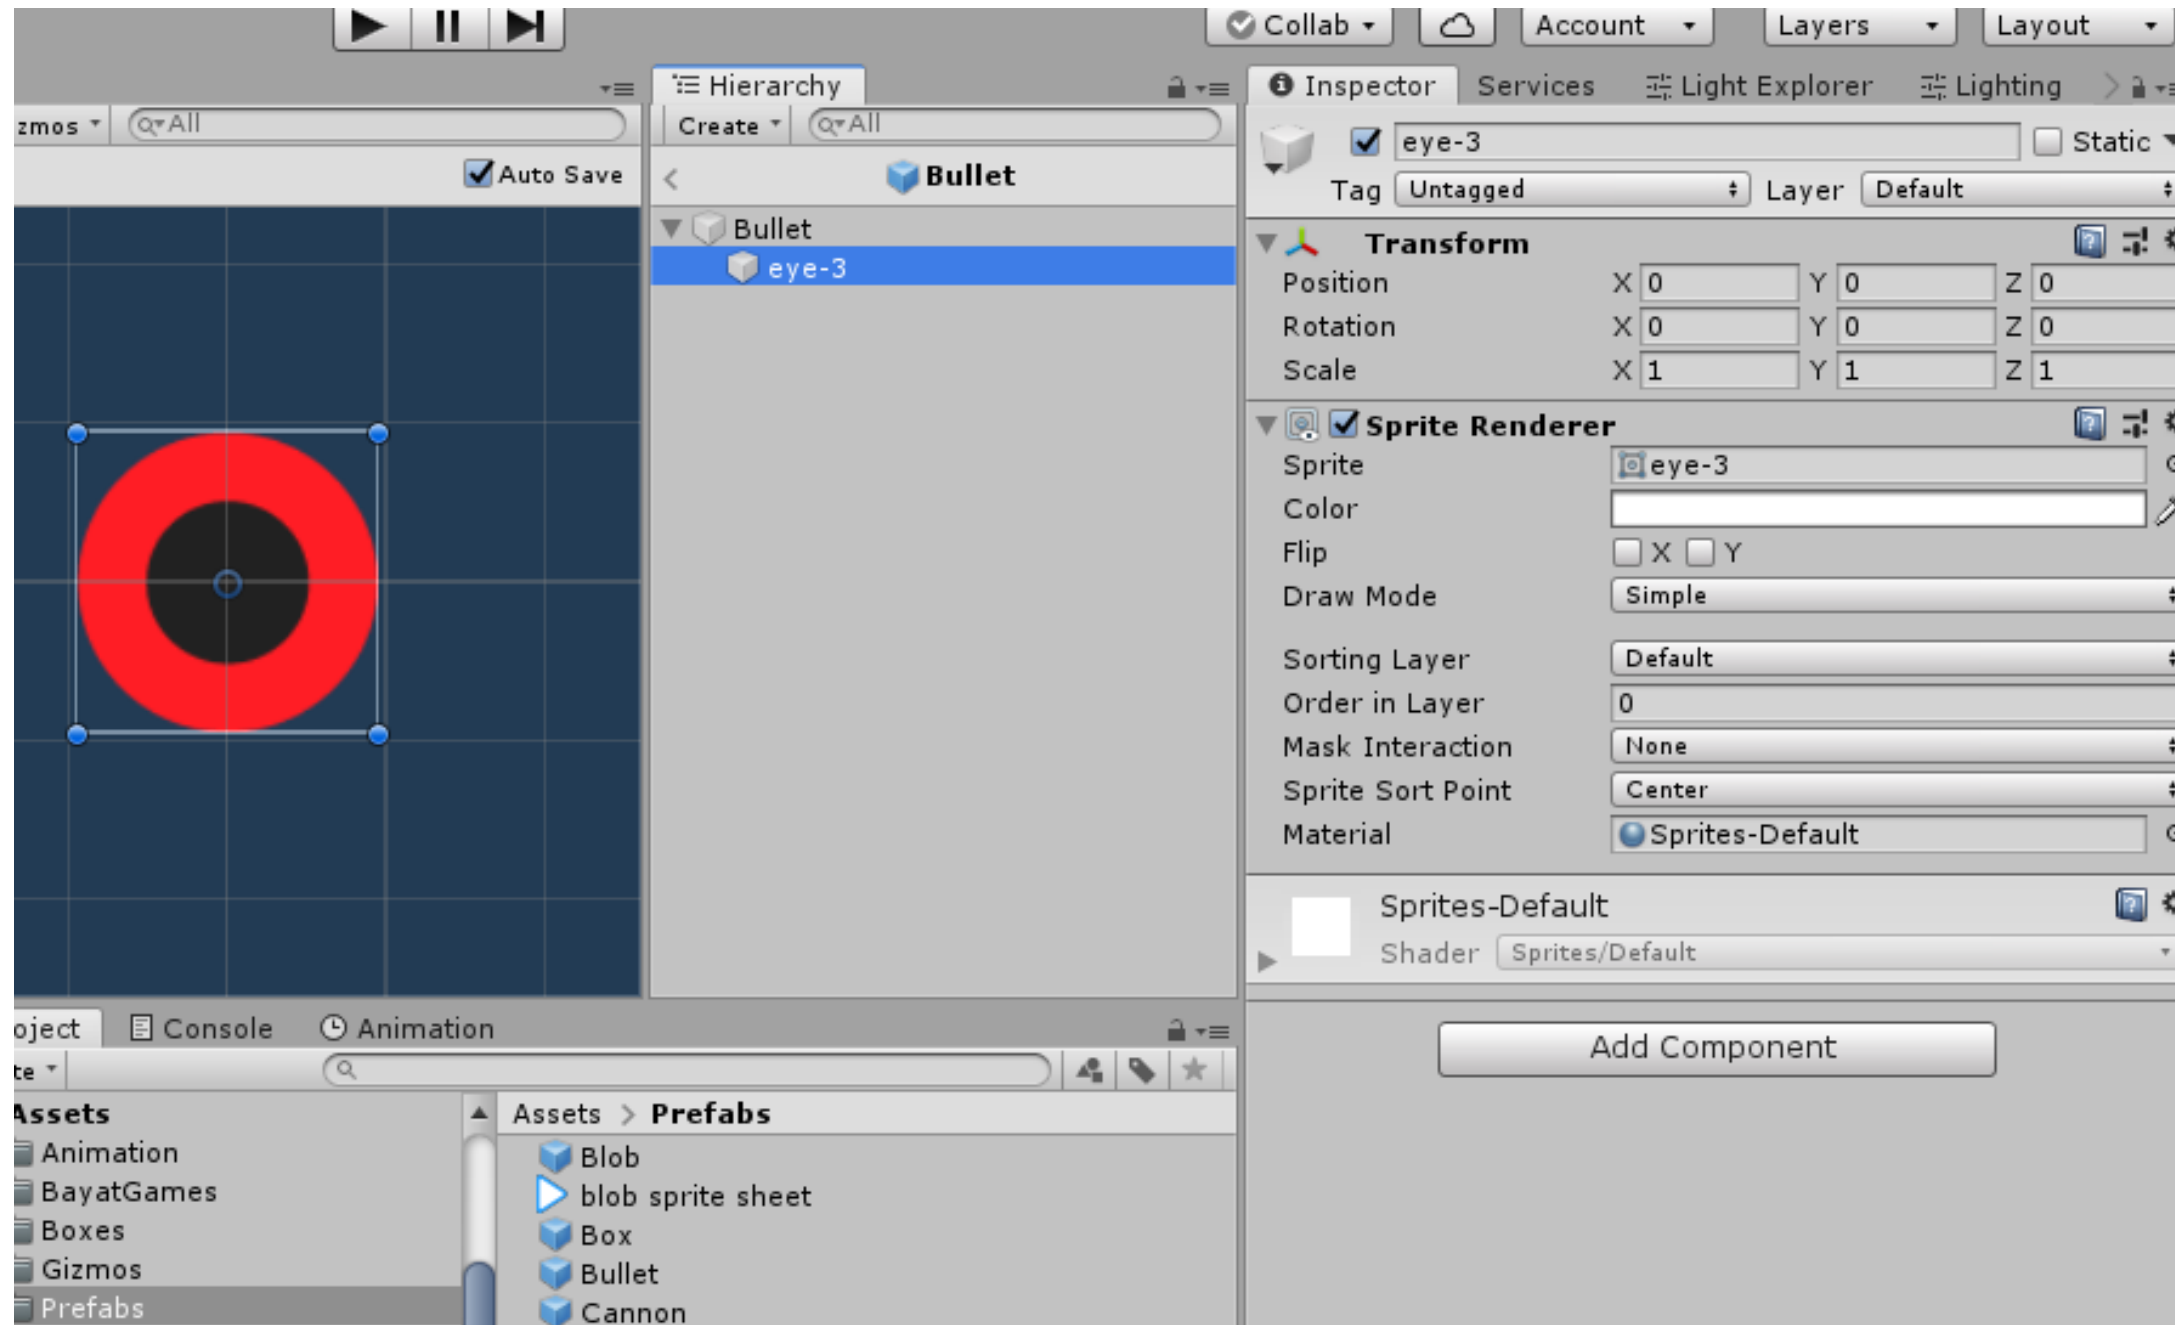 Collab
Account
Layers
Layout
Hierarchy
Inspector
Services
Light Explorer
Lighting
zmos
All
Create
All
eye-3
Static
Auto Save
Bullet
Tag
Untagged
Layer
Default
Bullet
eye-3
Transform
Position X 0 Y 0 Z 0
Rotation X 0 Y 0 Z 0
Scale X 1 Y 1 Z 1
Sprite Renderer
Sprite eye-3
Color
Flip X Y
Draw Mode Simple
Sorting Layer Default
Order in Layer 0
Mask Interaction None
Sprite Sort Point Center
Material Sprites-Default
Sprites-Default
Shader Sprites/Default
Add Component
oject
Console
Animation
te
Assets
Animation
BayatGames
Boxes
Gizmos
Prefabs
Assets > Prefabs
Blob
blob sprite sheet
Box
Bullet
Cannon